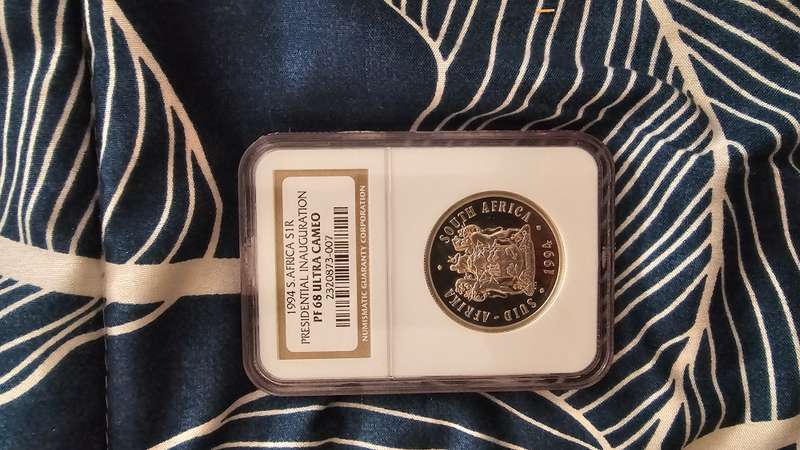 1994 S.AFRICA S1R
PRESIDENTIAL INAUGURATION
PF 68 ULTRA CAMEO
2320873-007
NUMISMATIC GUARANTY CORPORATION
SOUTH AFRICA
1994
SUID-AFRIKA